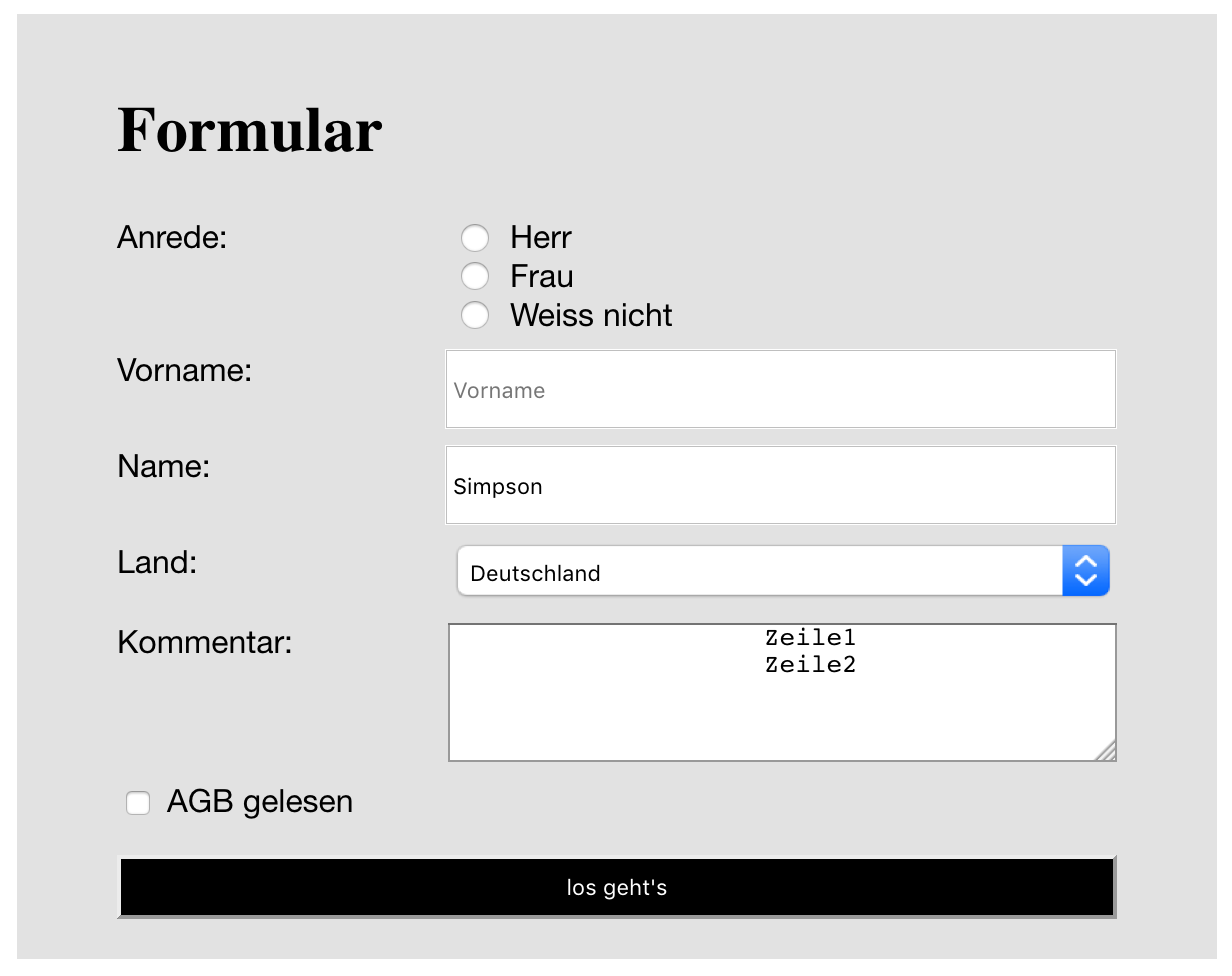 Formular
Anrede:
Herr
Frau
Weiss nicht
Vorname:
Vorname
Name:
Simpson
Land:
Deutschland
Kommentar:
Zeile1
Zeile2
AGB gelesen
los geht's